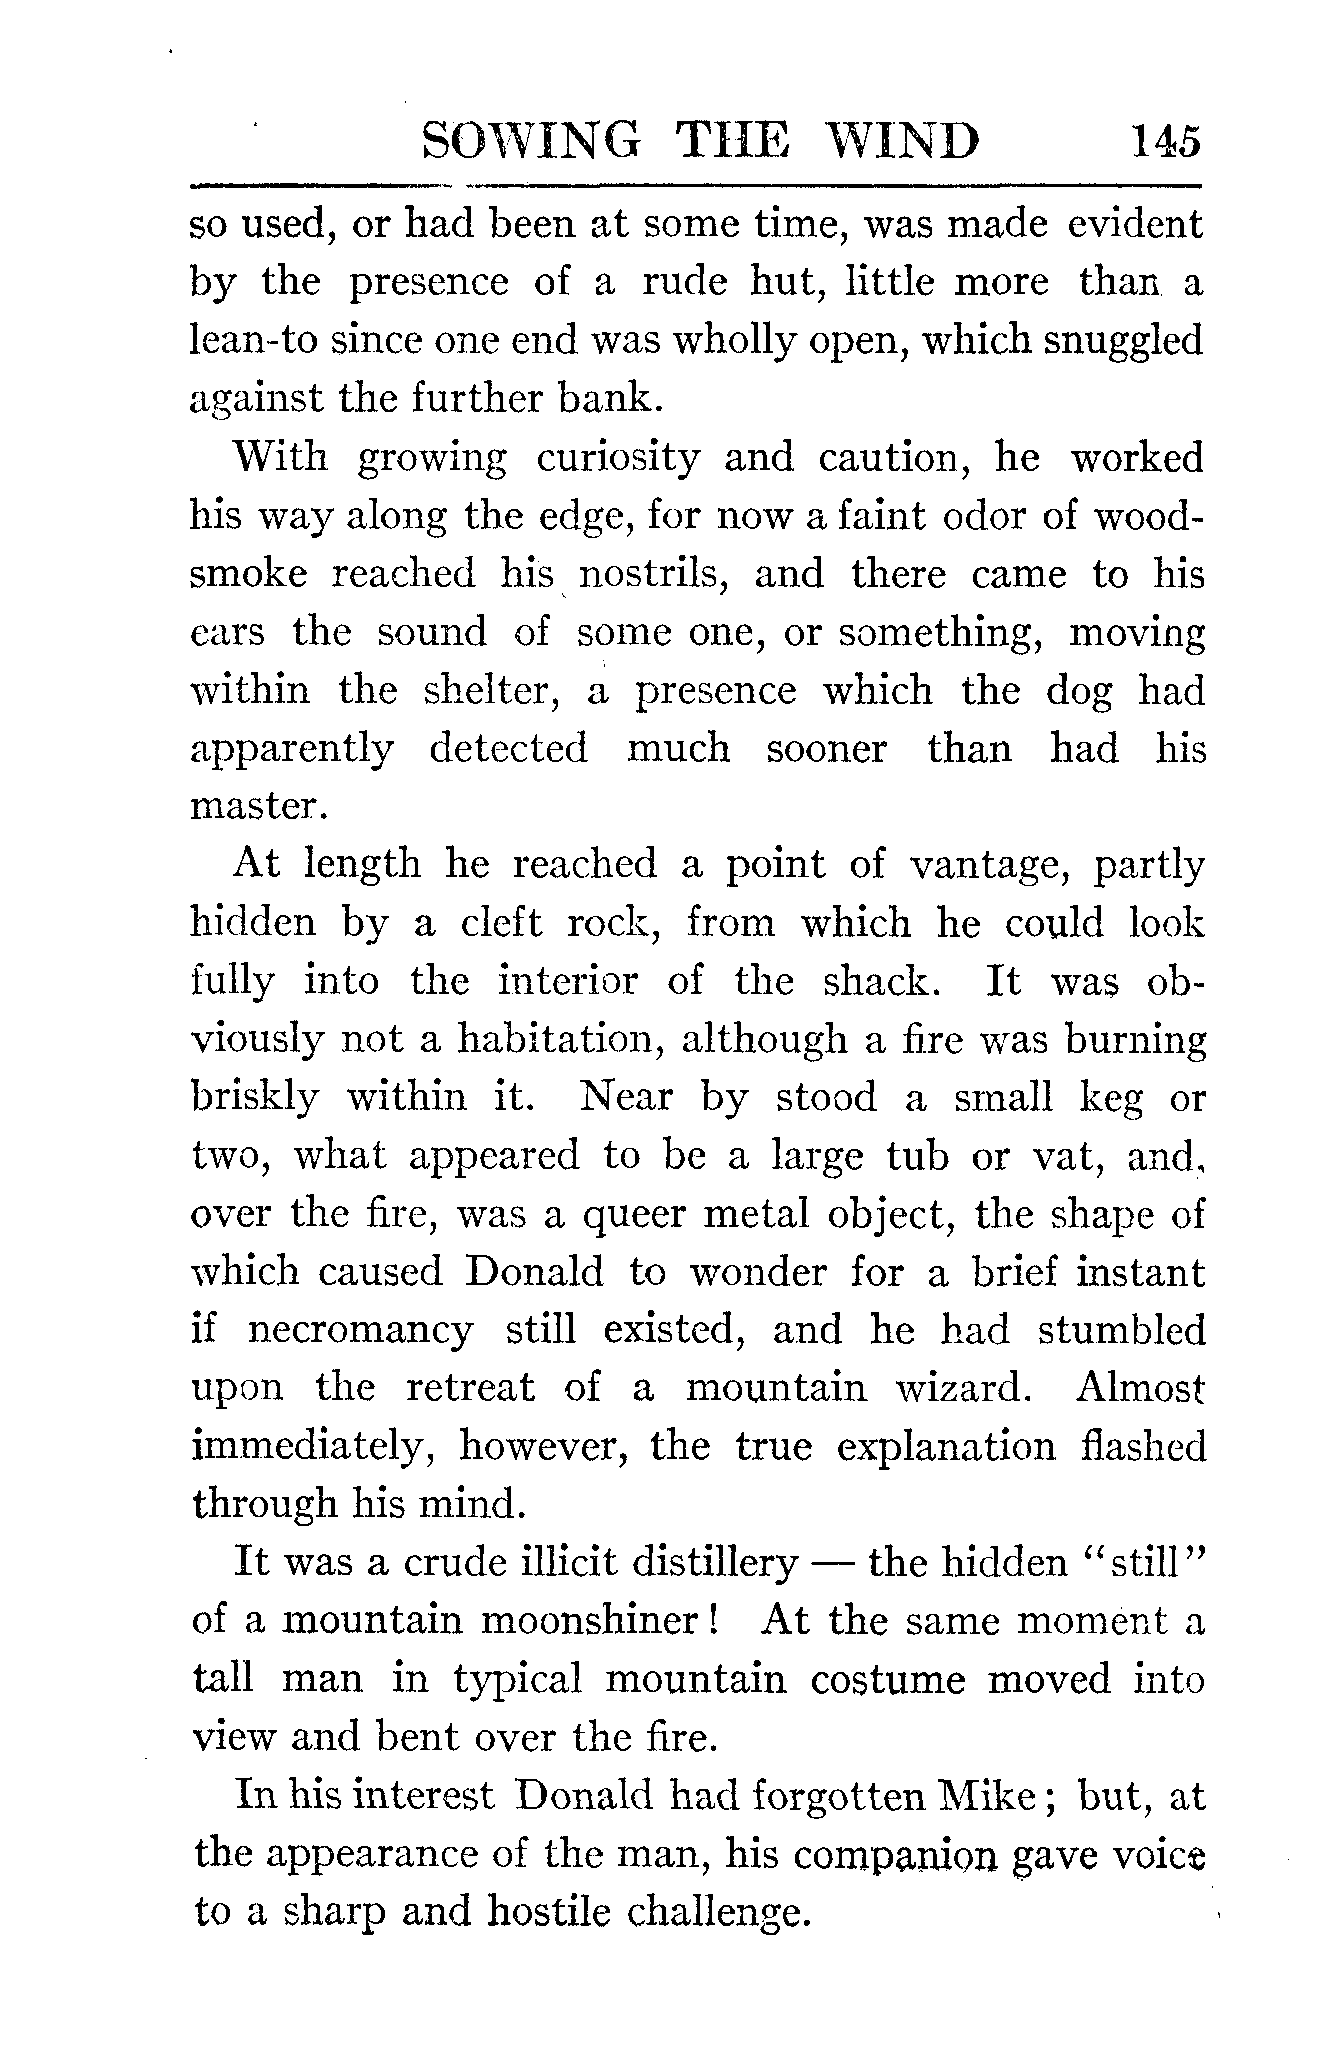 SOWING THE WIND 145
so used, or had been at some time, was made evident
by the presence of a rude hut, little more than a
lean-to since one end was wholly open, which snuggled
against the further bank.
With growing curiosity and caution, he worked
his way along the edge, for now a faint odor of wood-
smoke reached his nostrils, and there came to his
ears the sound of some one, or something, moving
within the shelter, a presence which the dog had
apparently detected much sooner than had his
master.
At length he reached a point of vantage, partly
hidden by a cleft rock, from which he could look
fully into the interior of the shack. It was ob-
viously not a habitation, although a fire was burning
briskly within it. Near by stood a small keg or
two, what appeared to be a large tub or vat, and,
over the fire, was a queer metal object, the shape of
which caused Donald to wonder for a brief instant
if necromancy still existed, and he had stumbled
upon the retreat of a mountain wizard. Almost
immediately, however, the true explanation flashed
through his mind.
It was a crude illicit distillery — the hidden "still"
of a mountain moonshiner! At the same moment a
tall man in typical mountain costume moved into
view and bent over the fire.
In his interest Donald had forgotten Mike; but, at
the appearance of the man, his companion gave voice
to a sharp and hostile challenge.